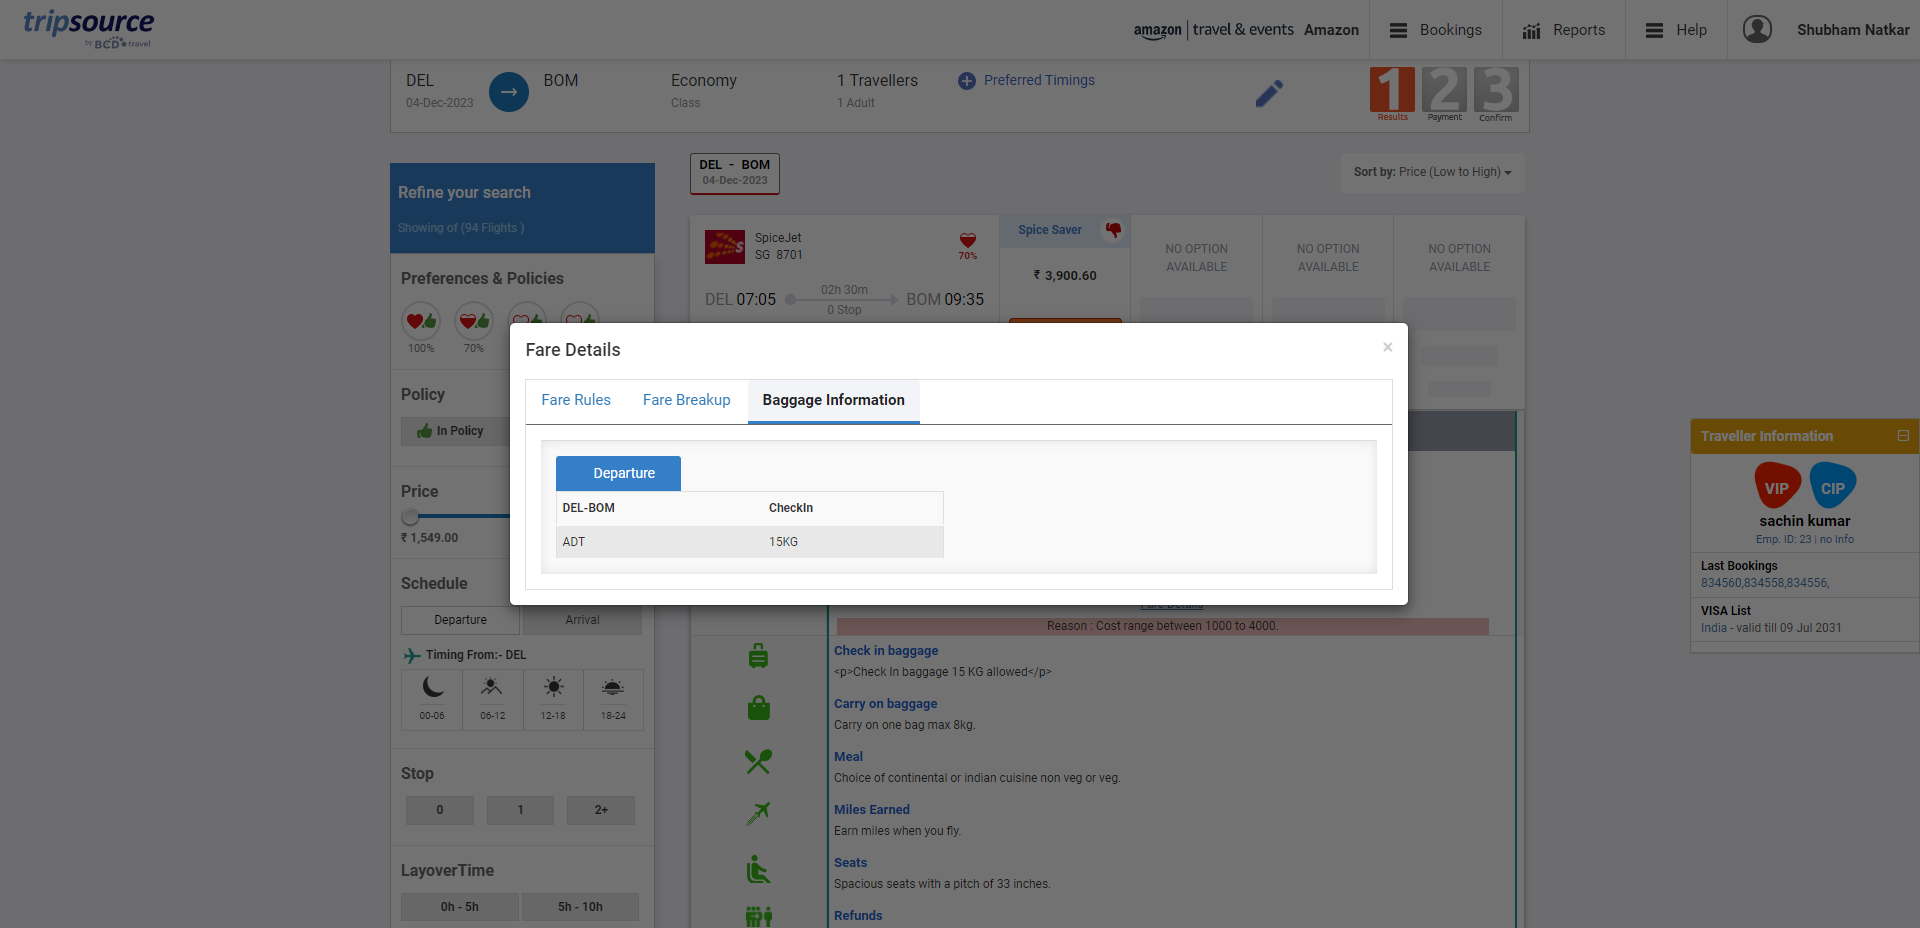 tripsource
by BCD travel
amazon | travel & events Amazon
Bookings
Reports
Help
Shubham Natkar
DEL
04-Dec-2023
BOM
Economy
Class
1 Travellers
1 Adult
Preferred Timings
1 2 3
Results Payment Confirm
Refine your search
Showing of (94 Flights )
Preferences & Policies
100% 70%
Policy
In Policy
Price
₹ 1,549.00
Schedule
Departure Arrival
Timing From:- DEL
00-06 06-12 12-18 18-24
Stop
0 1 2+
LayoverTime
0h - 5h 5h - 10h
DEL - BOM
04-Dec-2023
Sort by: Price (Low to High)
SpiceJet
SG 8701
70%
DEL 07:05 02h 30m BOM 09:35
0 Stop
Spice Saver
₹ 3,900.60
NO OPTION
AVAILABLE
NO OPTION
AVAILABLE
NO OPTION
AVAILABLE
Fare Details
×
Fare Rules Fare Breakup Baggage Information
Departure
DEL-BOM CheckIn
ADT 15KG
Fare Details
Reason : Cost range between 1000 to 4000.
Check in baggage
<p>Check In baggage 15 KG allowed</p>
Carry on baggage
Carry on one bag max 8kg.
Meal
Choice of continental or indian cuisine non veg or veg.
Miles Earned
Earn miles when you fly.
Seats
Spacious seats with a pitch of 33 inches.
Refunds
Traveller Information
VIP CIP
sachin kumar
Emp. ID: 23 | no Info
Last Bookings
834560,834558,834556,
VISA List
India - valid till 09 Jul 2031